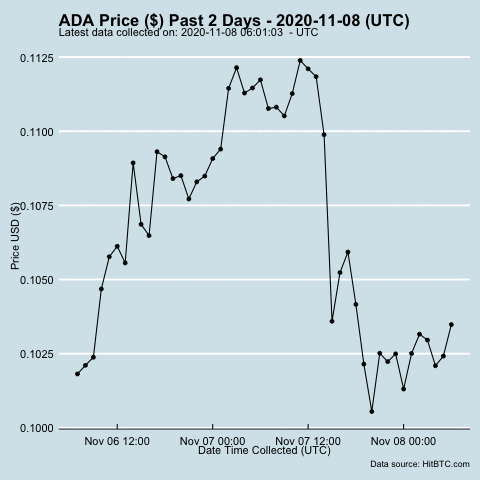 ADA Price ($) Past 2 Days - 2020-11-08 (UTC)
Latest data collected on: 2020-11-08 06:01:03 - UTC
0.1125
0.1100
0.1075
0.1050
0.1025
0.1000
Price USD ($)
Nov 06 12:00 Nov 07 00:00 Nov 07 12:00 Nov 08 00:00
Date Time Collected (UTC)
Data source: HitBTC.com